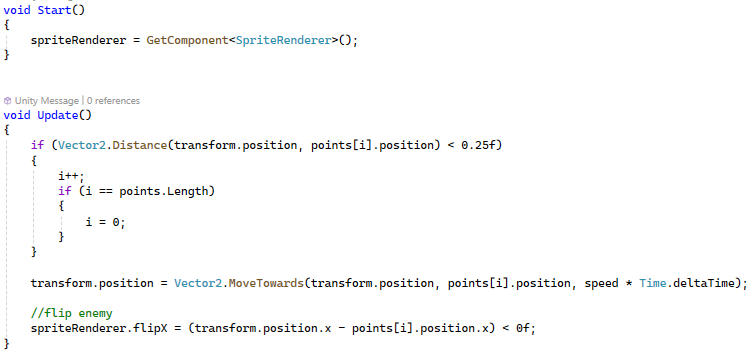 void Start()
{
spriteRenderer = GetComponent<SpriteRenderer>();
}
Unity Message | 0 references
void Update()
{
if (Vector2.Distance(transform.position, points[i].position) < 0.25f)
{
i++;
if (i == points.Length)
{
i = 0;
}
}
transform.position = Vector2.MoveTowards(transform.position, points[i].position, speed * Time.deltaTime);
//flip enemy
spriteRenderer.flipX = (transform.position.x - points[i].position.x) < 0f;
}